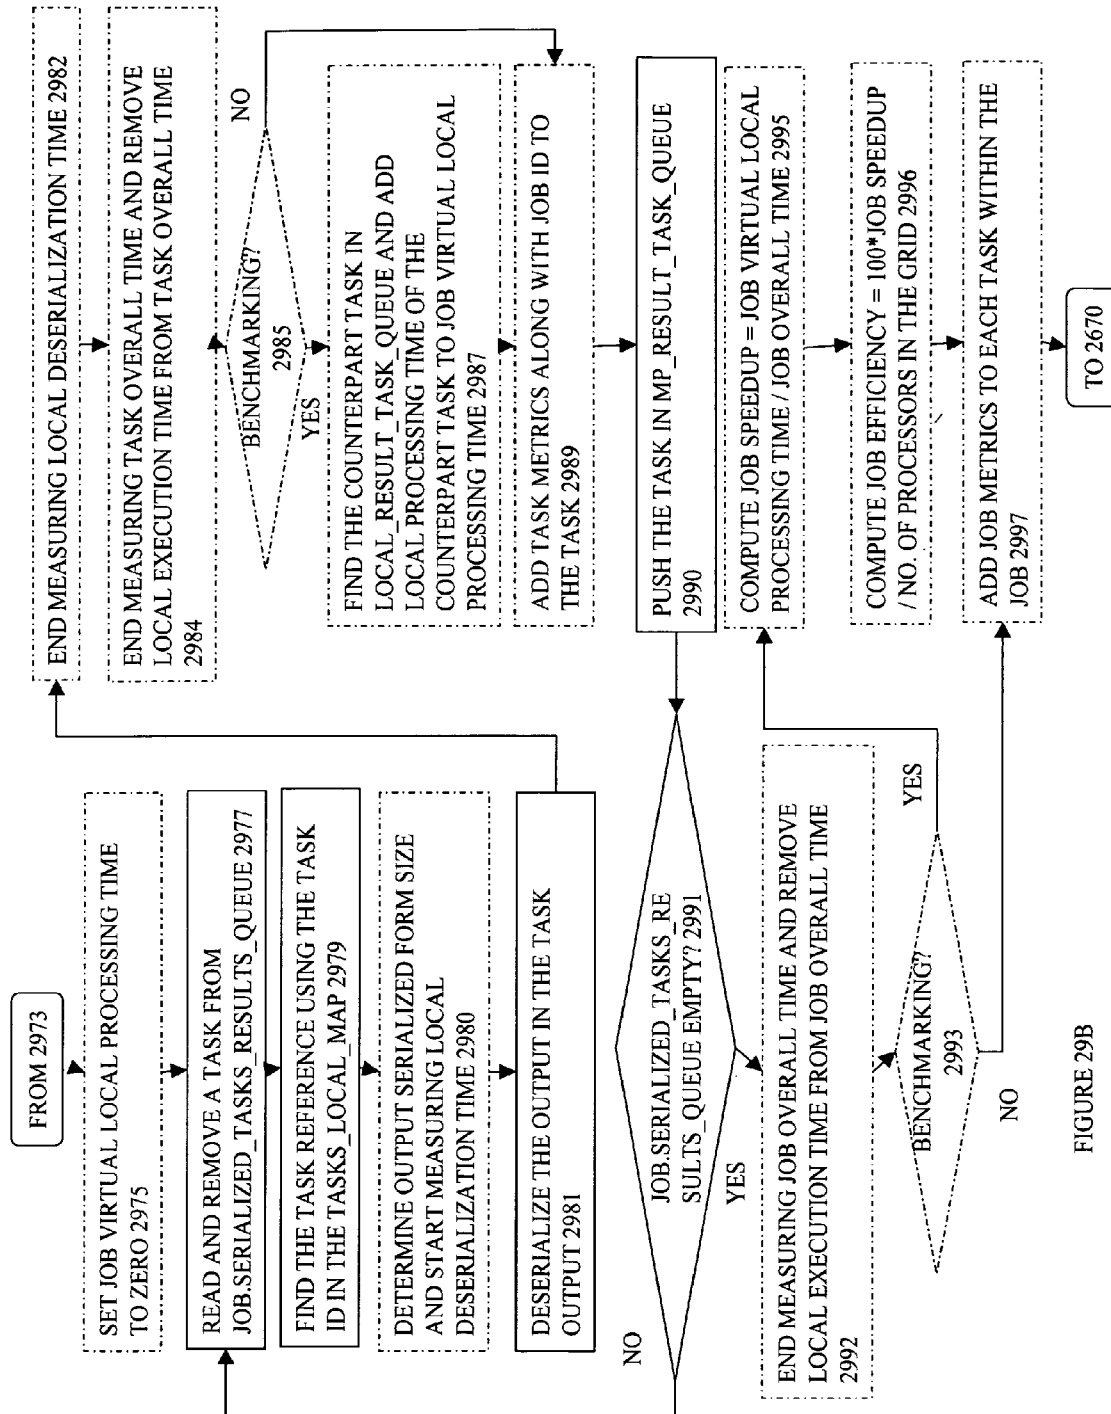 FROM 2973
SET JOB VIRTUAL LOCAL PROCESSING TIME
TO ZERO 2975
READ AND REMOVE A TASK FROM
JOB.SERIALIZED_TASKS_RESULTS_QUEUE 2977
FIND THE TASK REFERENCE USING THE TASK
ID IN THE TASKS_LOCAL_MAP 2979
DETERMINE OUTPUT SERIALIZED FORM SIZE
AND START MEASURING LOCAL
DESERIALIZATION TIME 2980
DESERIALIZE THE OUTPUT IN THE TASK
OUTPUT 2981
END MEASURING LOCAL DESERIALIZATION TIME 2982
END MEASURING TASK OVERALL TIME AND REMOVE
LOCAL EXECUTION TIME FROM TASK OVERALL TIME
2984
BENCHMARKING?
2985
NO
YES
FIND THE COUNTERPART TASK IN
LOCAL_RESULT_TASK_QUEUE AND ADD
LOCAL PROCESSING TIME OF THE
COUNTERPART TASK TO JOB VIRTUAL LOCAL
PROCESSING TIME 2987
ADD TASK METRICS ALONG WITH JOB ID TO
THE TASK 2989
PUSH THE TASK IN MP_RESULT_TASK_QUEUE
2990
NO
JOB.SERIALIZED_TASKS_RE
SULTS_QUEUE EMPTY? 2991
YES
END MEASURING JOB OVERALL TIME AND REMOVE
LOCAL EXECUTION TIME FROM JOB OVERALL TIME
2992
BENCHMARKING?
2993
YES
NO
COMPUTE JOB SPEEDUP = JOB VIRTUAL LOCAL
PROCESSING TIME / JOB OVERALL TIME 2995
COMPUTE JOB EFFICIENCY = 100*JOB SPEEDUP
/ NO. OF PROCESSORS IN THE GRID 2996
ADD JOB METRICS TO EACH TASK WITHIN THE
JOB 2997
TO 2670
FIGURE 29B